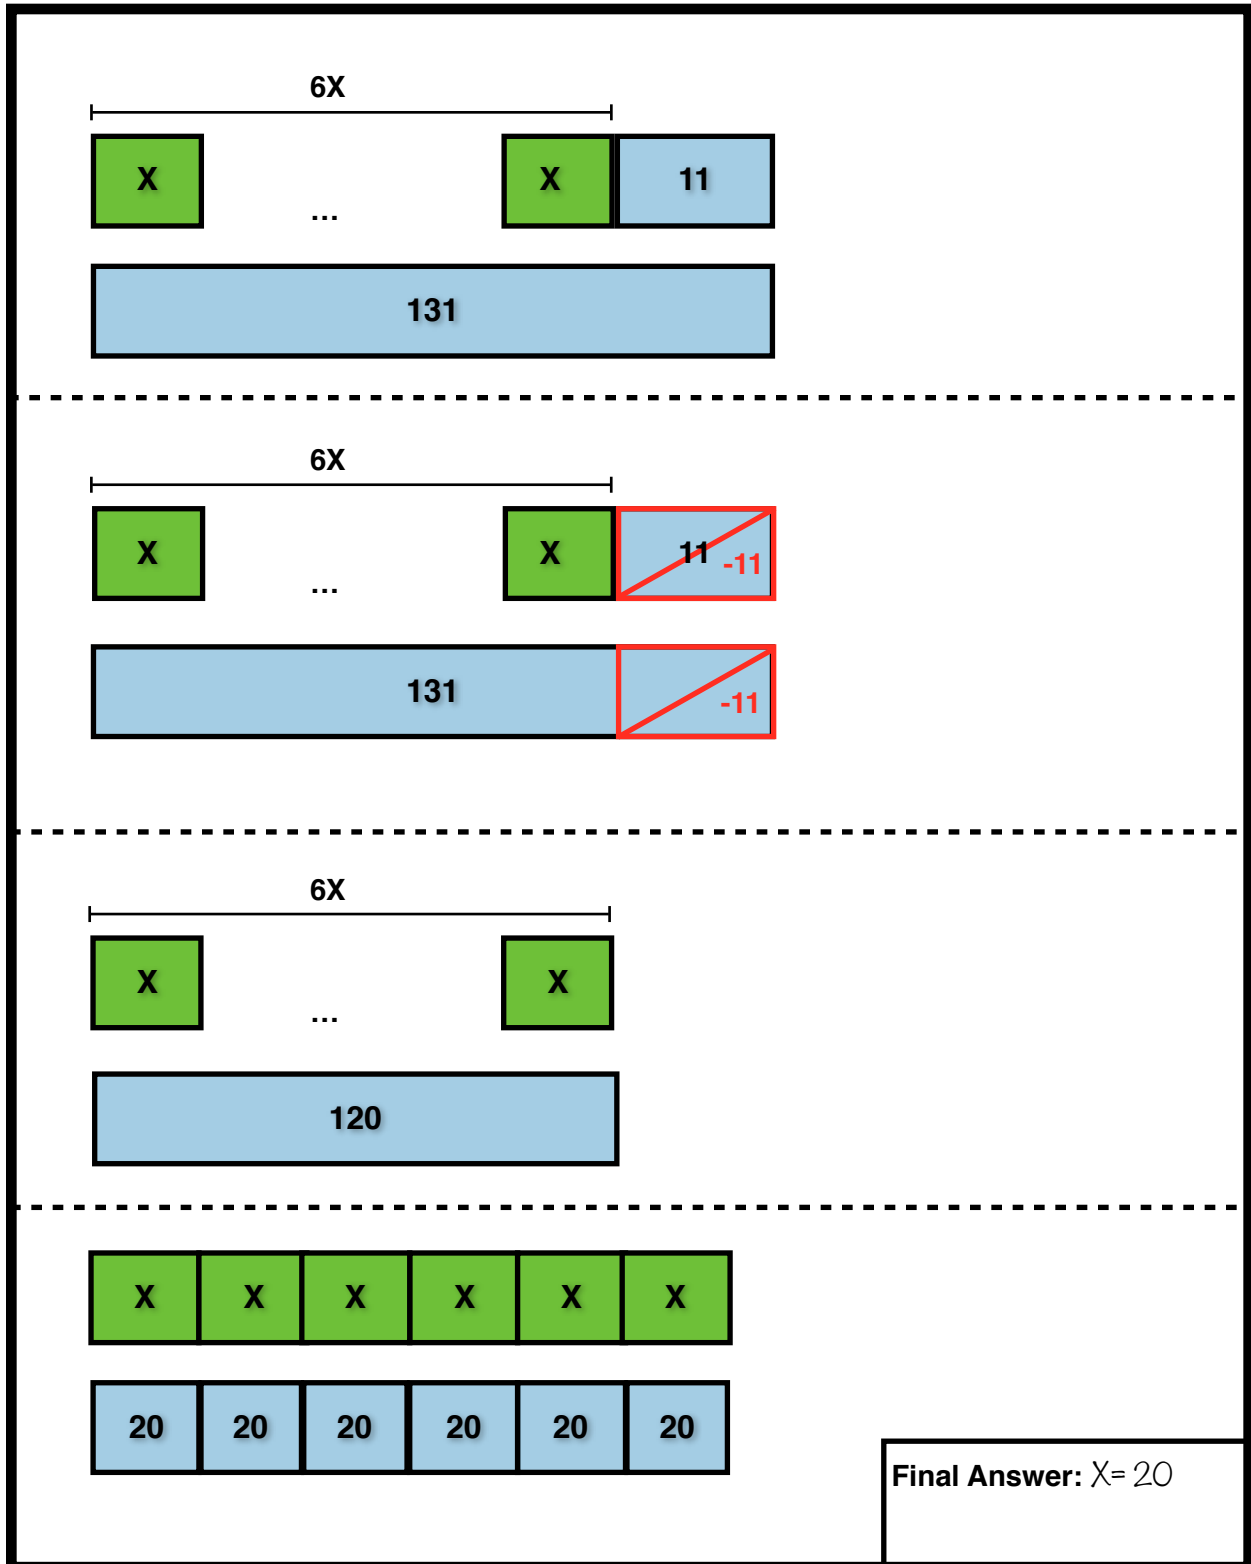 6X
X ... X 11
131
6X
X ... X 11 -11
131 -11
6X
X ... X
120
X X X X X X
20 20 20 20 20 20
Final Answer: X= 20